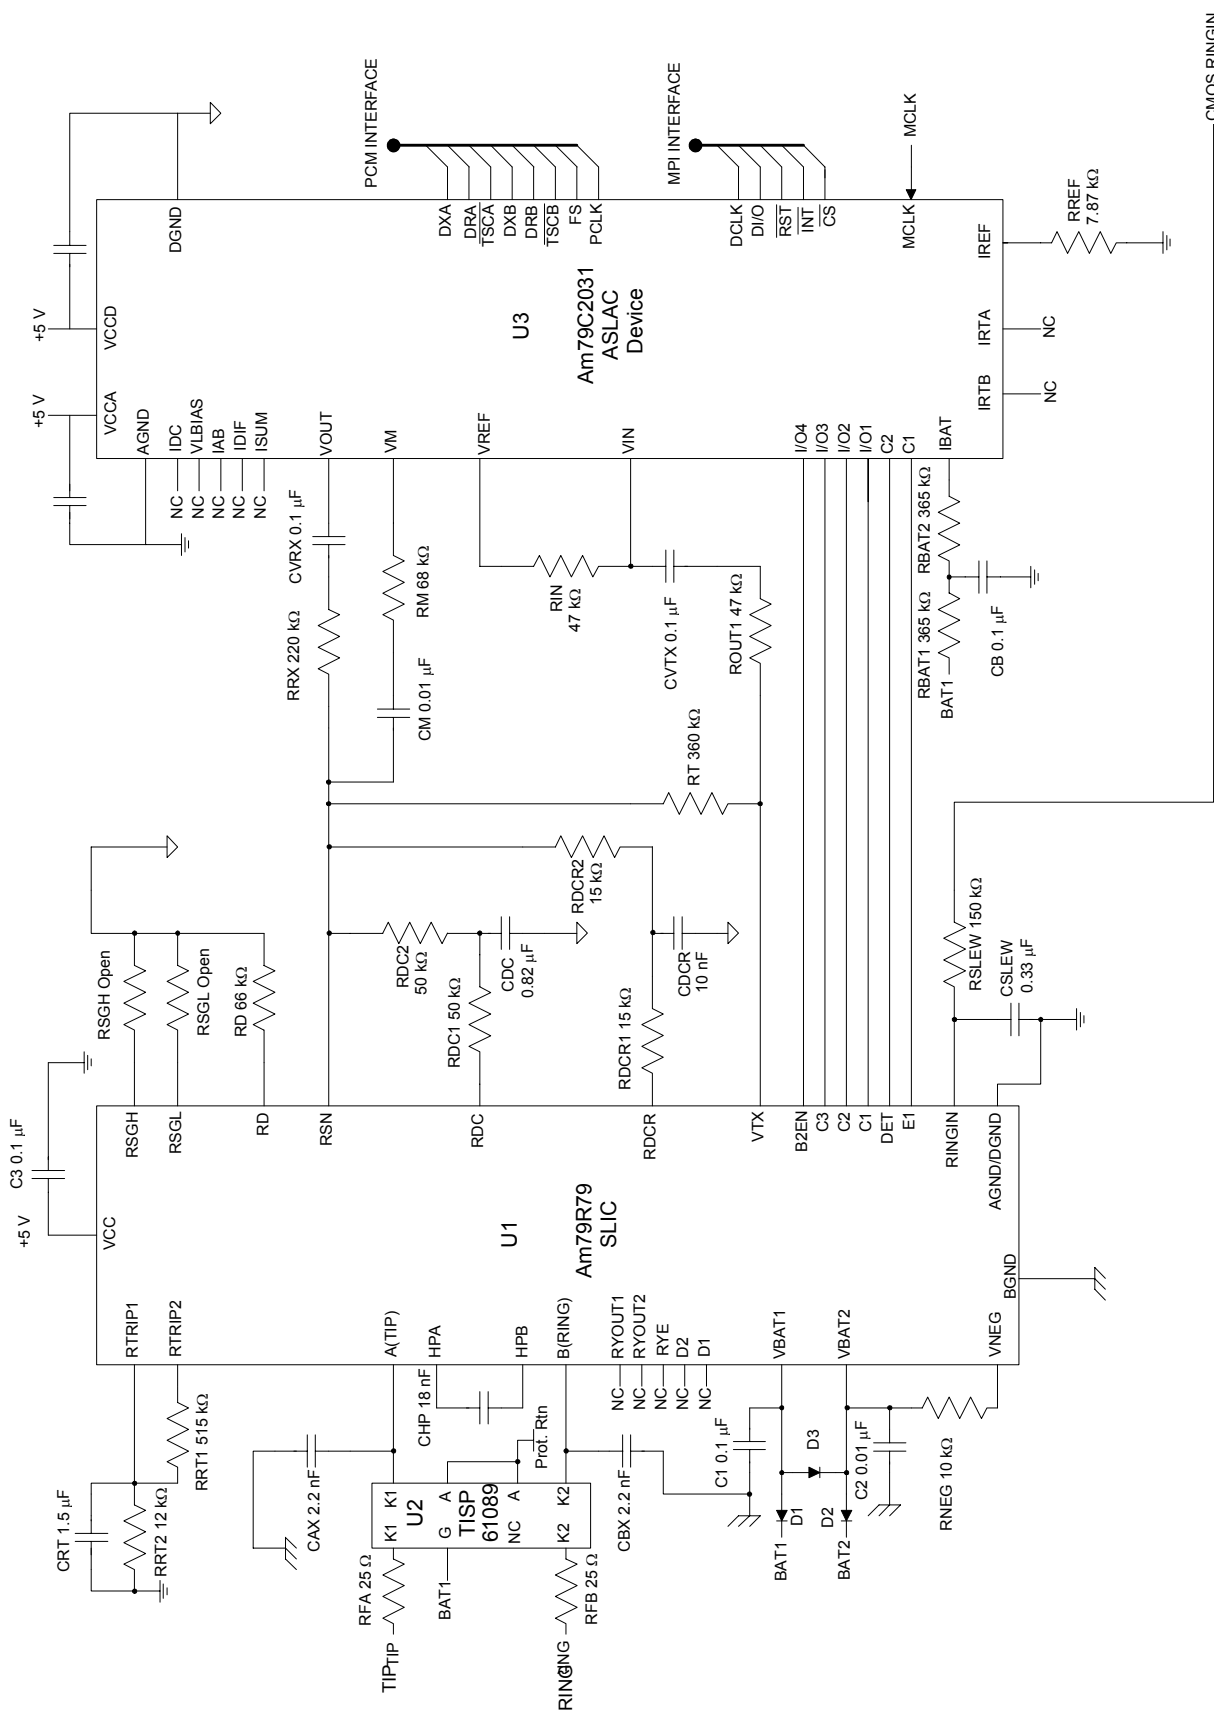 CRT 1.5 µF
RRT2 12 kΩ
RRT1 515 kΩ
RTRIP1
RTRIP2
+5 V
C3 0.1 µF
VCC
RSGH
RSGL
RD
RSGH Open
RSGL Open
RD 66 kΩ
TIP
TIP
RFA 25 Ω
BAT1
RING
RING
RFB 25 Ω
CAX 2.2 nF
CBX 2.2 nF
U2
TISP
61089
K1
K1
G
A
NC
A
K2
K2
Prot. Rtn
CHP 18 nF
A(TIP)
HPA
HPB
B(RING)
RYOUT1
RYOUT2
RYE
D2
D1
NC
NC
NC
NC
NC
U1
Am79R79
SLIC
C1 0.1 µF
D1
BAT1
D3
D2
BAT2
C2 0.01 µF
RNEG 10 kΩ
VBAT1
VBAT2
VNEG
BGND
RSN
RDC
RDCR
VTX
RDC1 50 kΩ
RDC2
50 kΩ
CDC
0.82 µF
RDCR1 15 kΩ
RDCR2
15 kΩ
CDCR
10 nF
RT 360 kΩ
B2EN
C3
C2
C1
DET
E1
RINGIN
AGND/DGND
RSLEW 150 kΩ
CSLEW
0.33 µF
CMOS RINGIN
RRX 220 kΩ
CVRX 0.1 µF
CM 0.01 µF
RM 68 kΩ
RIN
47 kΩ
CVTX 0.1 µF
ROUT1 47 kΩ
BAT1
RBAT1 365 kΩ
RBAT2 365 kΩ
CB 0.1 µF
+5 V
+5 V
VCCA
VCCD
AGND
DGND
NC
NC
NC
NC
NC
IDC
VLBIAS
IAB
IDIF
ISUM
VOUT
VM
VREF
VIN
I/O4
I/O3
I/O2
I/O1
C2
C1
IBAT
U3
Am79C2031
ASLAC
Device
IRTB
NC
IRTA
NC
IREF
RREF
7.87 kΩ
PCM INTERFACE
DXA
DRA
TSCA
DXB
DRB
TSCB
FS
PCLK
MPI INTERFACE
DCLK
DI/O
RST
INT
CS
MCLK
MCLK